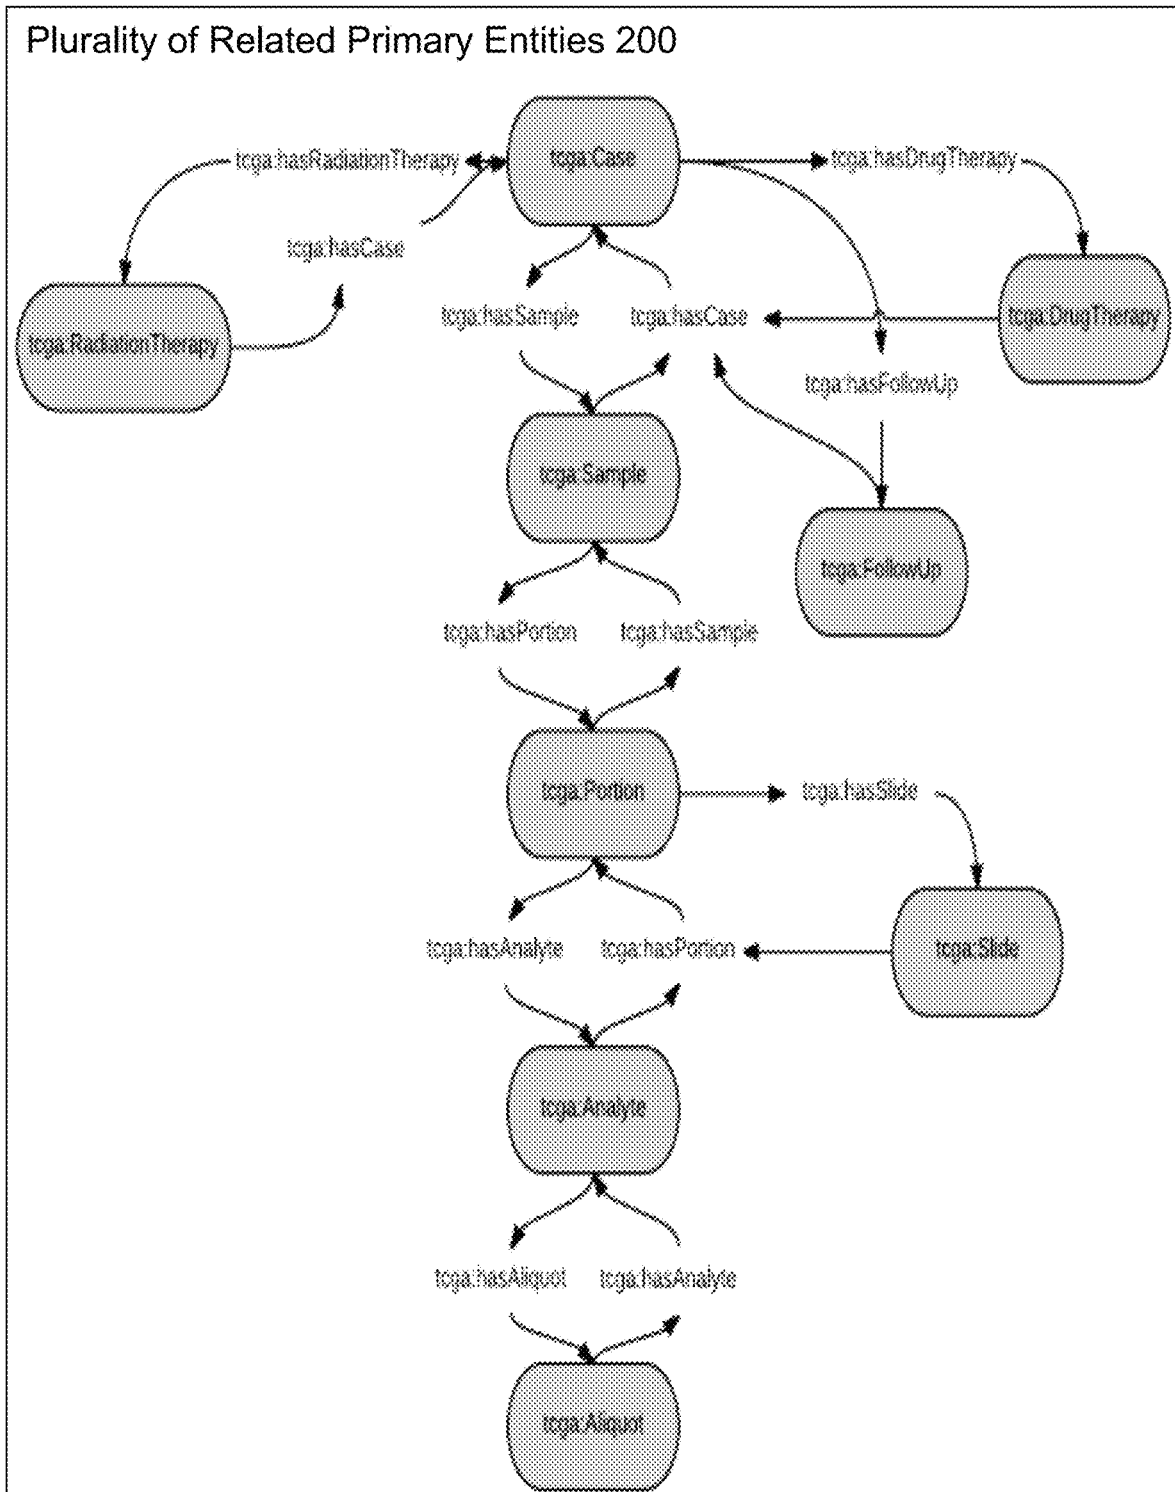 Plurality of Related Primary Entities 200
tcga:Case
tcga:hasRadiationTherapy
tcga:hasDrugTherapy
tcga:hasCase
tcga:RadiationTherapy
tcga:hasSample
tcga:hasCase
tcga:DrugTherapy
tcga:hasFollowUp
tcga:Sample
tcga:FollowUp
tcga:hasPortion
tcga:hasSample
tcga:Portion
tcga:hasSlide
tcga:hasAnalyte
tcga:hasPortion
tcga:Slide
tcga:Analyte
tcga:hasAliquot
tcga:hasAnalyte
tcga:Aliquot